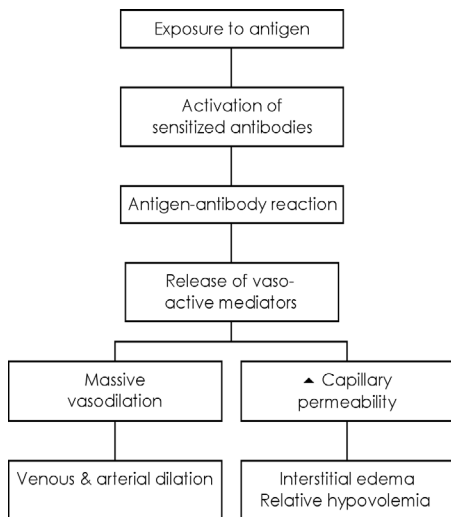 Exposure to antigen
Activation of
sensitized antibodies
Antigen-antibody reaction
Release of vaso-
active mediators
Massive
vasodilation
▲ Capillary
permeability
Venous & arterial dilation
Interstitial edema
Relative hypovolemia